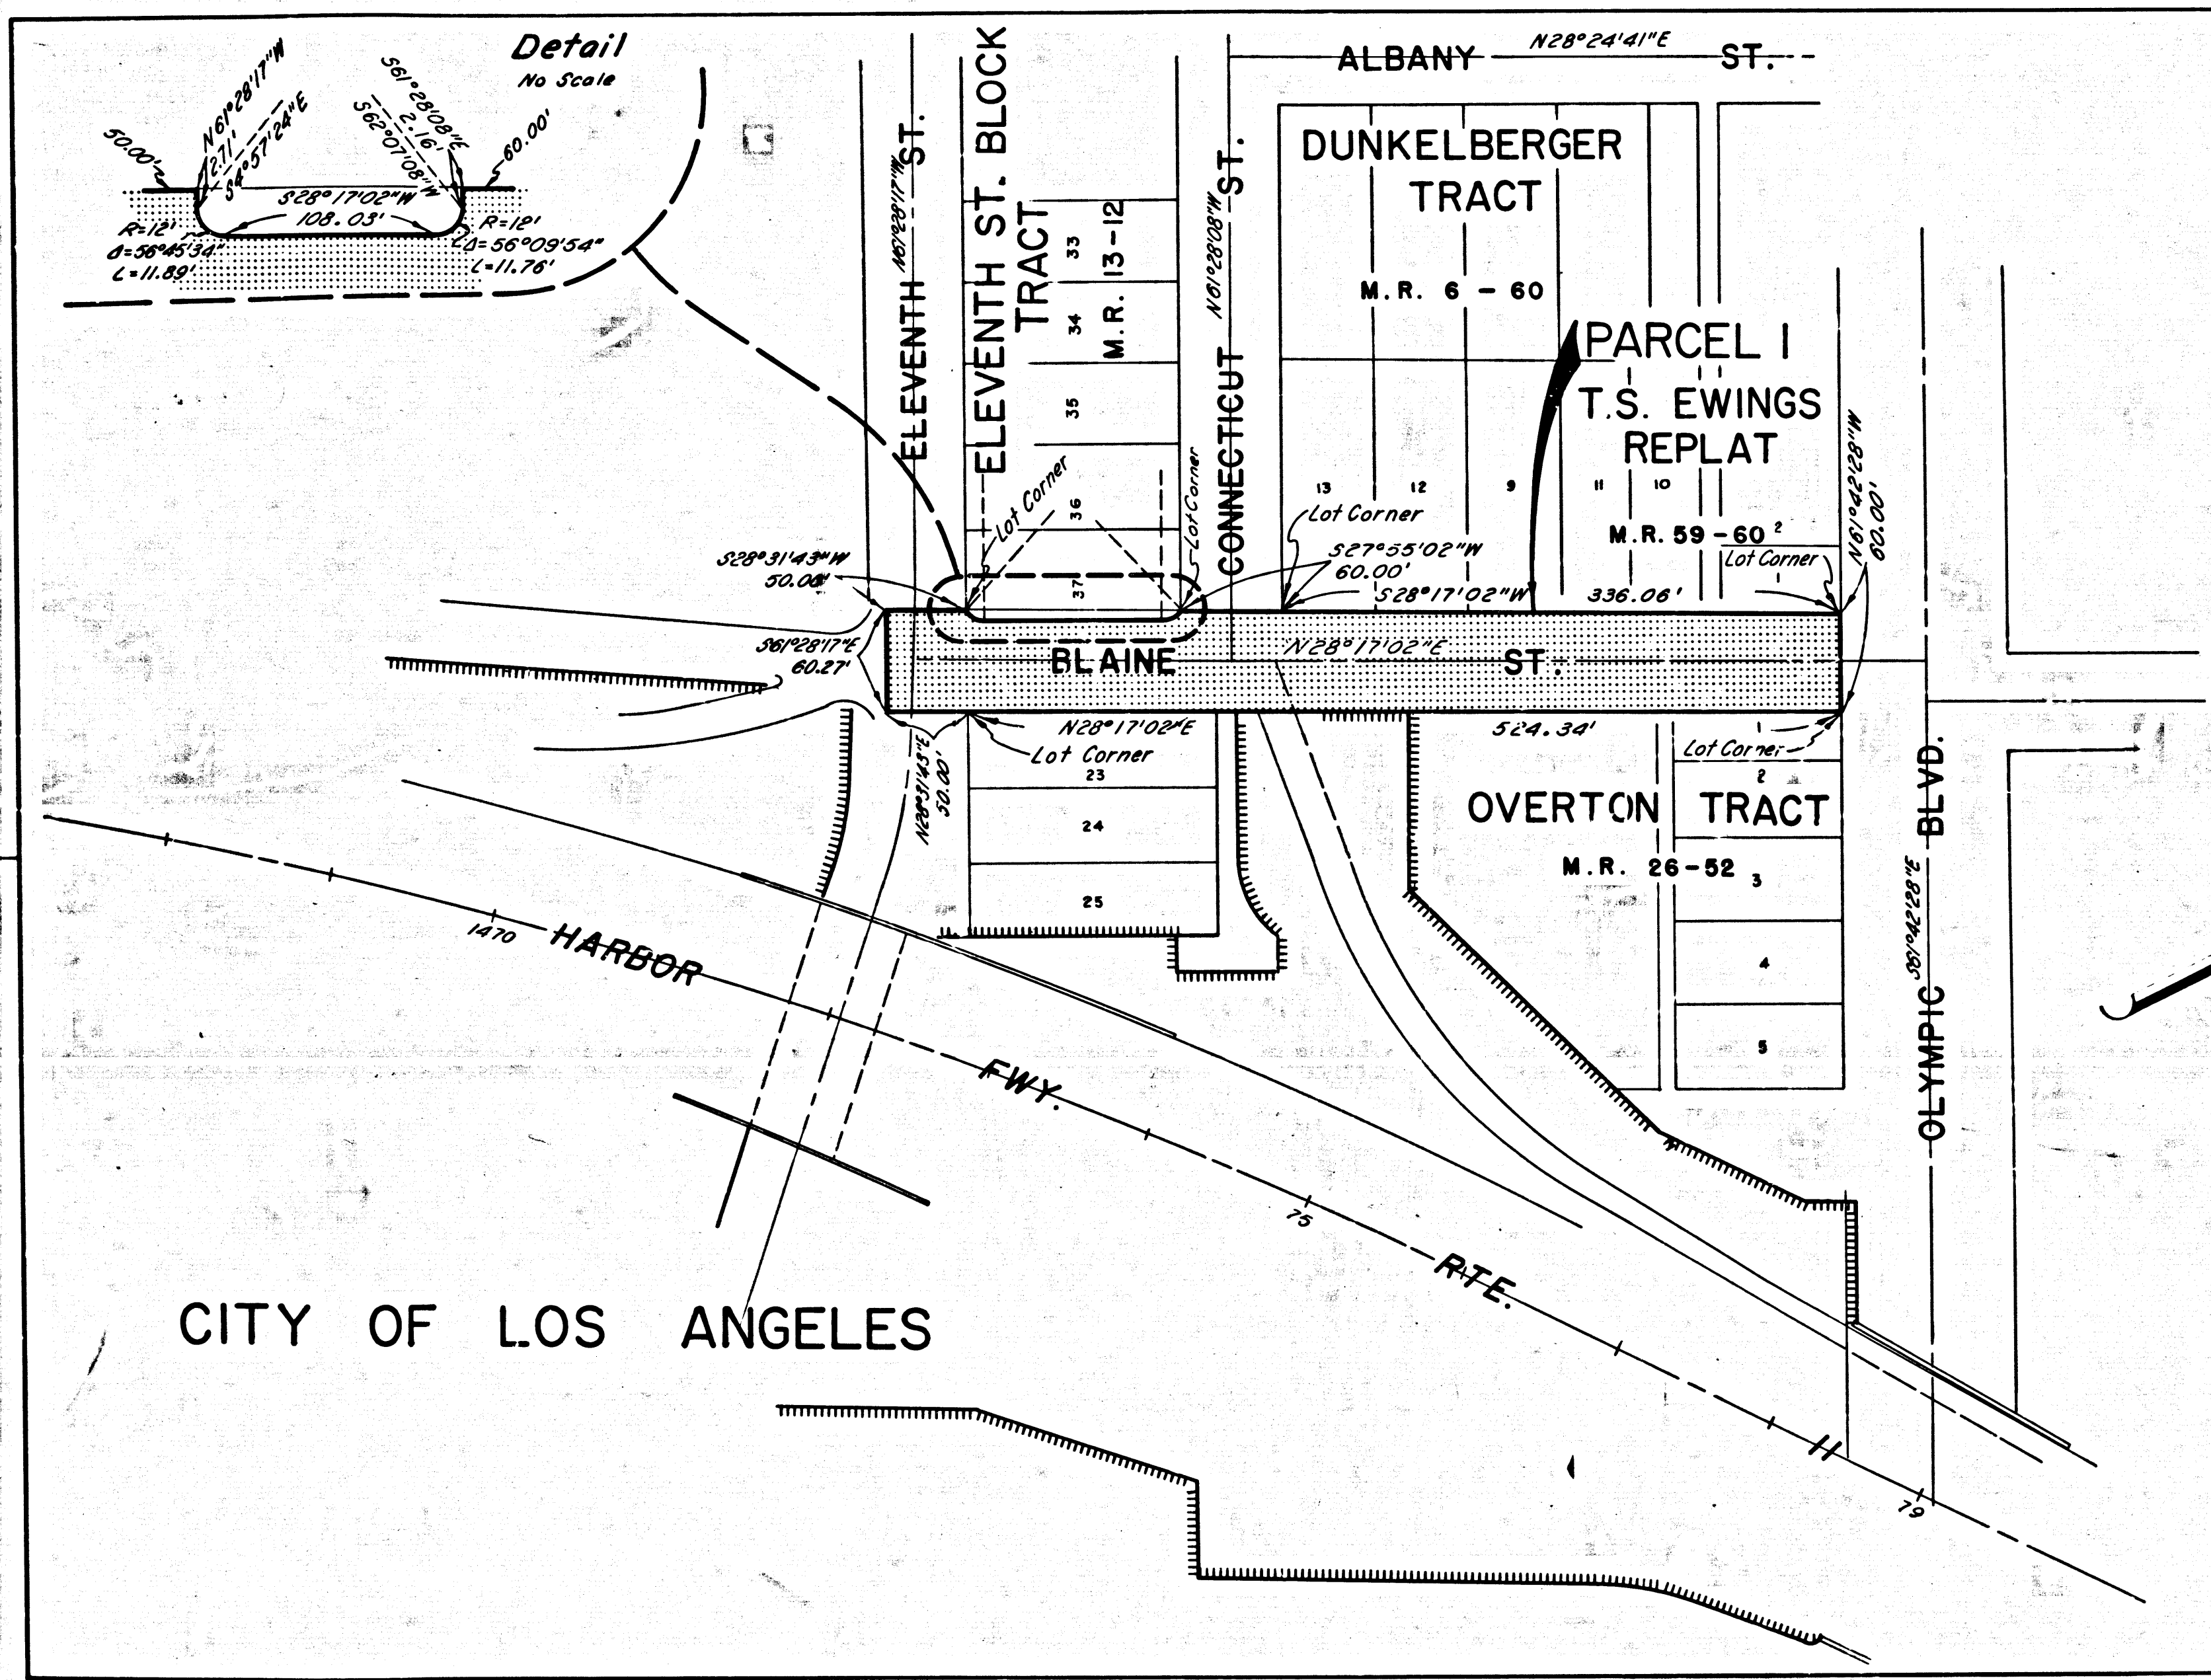 Detail
No Scale
50.00'
N61°28'17"W
2.71'
S4°57'24"E
S61°28'08"E
2.16'
S62°07'08"W
60.00'
S28°17'02"W
108.03'
R=12'
Δ=56°45'34"
L=11.89'
R=12'
Δ=56°09'54"
L=11.76'
ELEVENTH ST.
N61°28'17"W
ELEVENTH ST. BLOCK
TRACT
M.R. 13-12
33
34
35
36
37
Lot Corner
Lot Corner
CONNECTICUT ST.
N61°28'08"W
ALBANY ST.
N28°24'41"E
DUNKELBERGER
TRACT
M.R. 6 - 60
PARCEL 1
T.S. EWINGS
REPLAT
13
12
9
11
10
M.R. 59 - 60
2
1
Lot Corner
Lot Corner
N61°42'28"W
60.00'
S28°31'43"W
50.00'
S27°55'02"W
60.00'
S28°17'02"W
336.06'
S61°28'17"E
60.27'
BLAINE ST.
N28°17'02"E
N28°17'02"E
524.34'
Lot Corner
N28°31'43"E
50.00'
23
24
25
Lot Corner
1
2
OVERTON TRACT
M.R. 26-52
3
4
5
OLYMPIC BLVD.
S61°42'28"E
1470
HARBOR
FWY.
75
RTE.
11
79
CITY OF LOS ANGELES